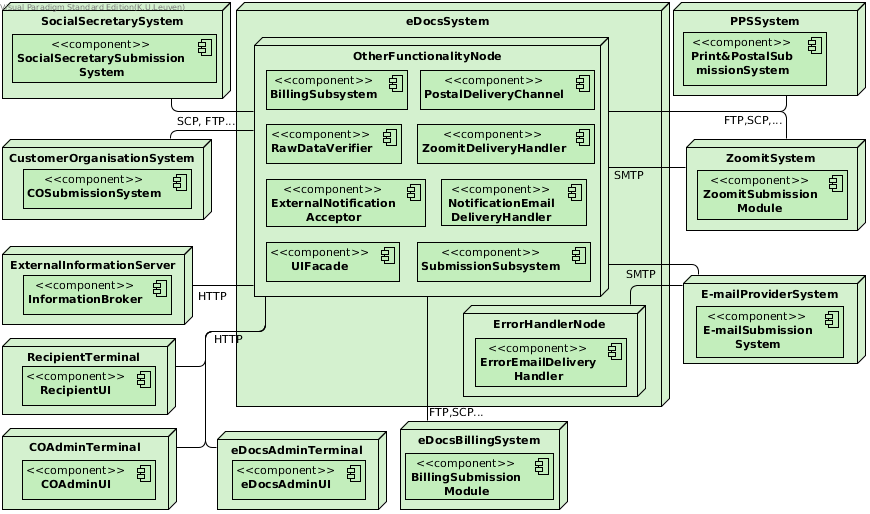 Visual Paradigm Standard Edition(K.U.Leuven)
SocialSecretarySystem
<<component>>
SocialSecretarySubmission
System
SCP, FTP...
CustomerOrganisationSystem
<<component>>
COSubmissionSystem
ExternalInformationServer
<<component>>
InformationBroker
HTTP
RecipientTerminal
<<component>>
RecipientUI
HTTP
COAdminTerminal
<<component>>
COAdminUI
eDocsAdminTerminal
<<component>>
eDocsAdminUI
eDocsSystem
OtherFunctionalityNode
<<component>>
BillingSubsystem
<<component>>
PostalDeliveryChannel
<<component>>
RawDataVerifier
<<component>>
ZoomitDeliveryHandler
<<component>>
ExternalNotification
Acceptor
<<component>>
NotificationEmail
DeliveryHandler
<<component>>
UIFacade
<<component>>
SubmissionSubsystem
ErrorHandlerNode
<<component>>
ErrorEmailDelivery
Handler
FTP,SCP...
eDocsBillingSystem
<<component>>
BillingSubmission
Module
PPSSystem
<<component>>
Print&PostalSub
missionSystem
FTP,SCP,...
ZoomitSystem
<<component>>
ZoomitSubmission
Module
SMTP
SMTP
E-mailProviderSystem
<<component>>
E-mailSubmission
System